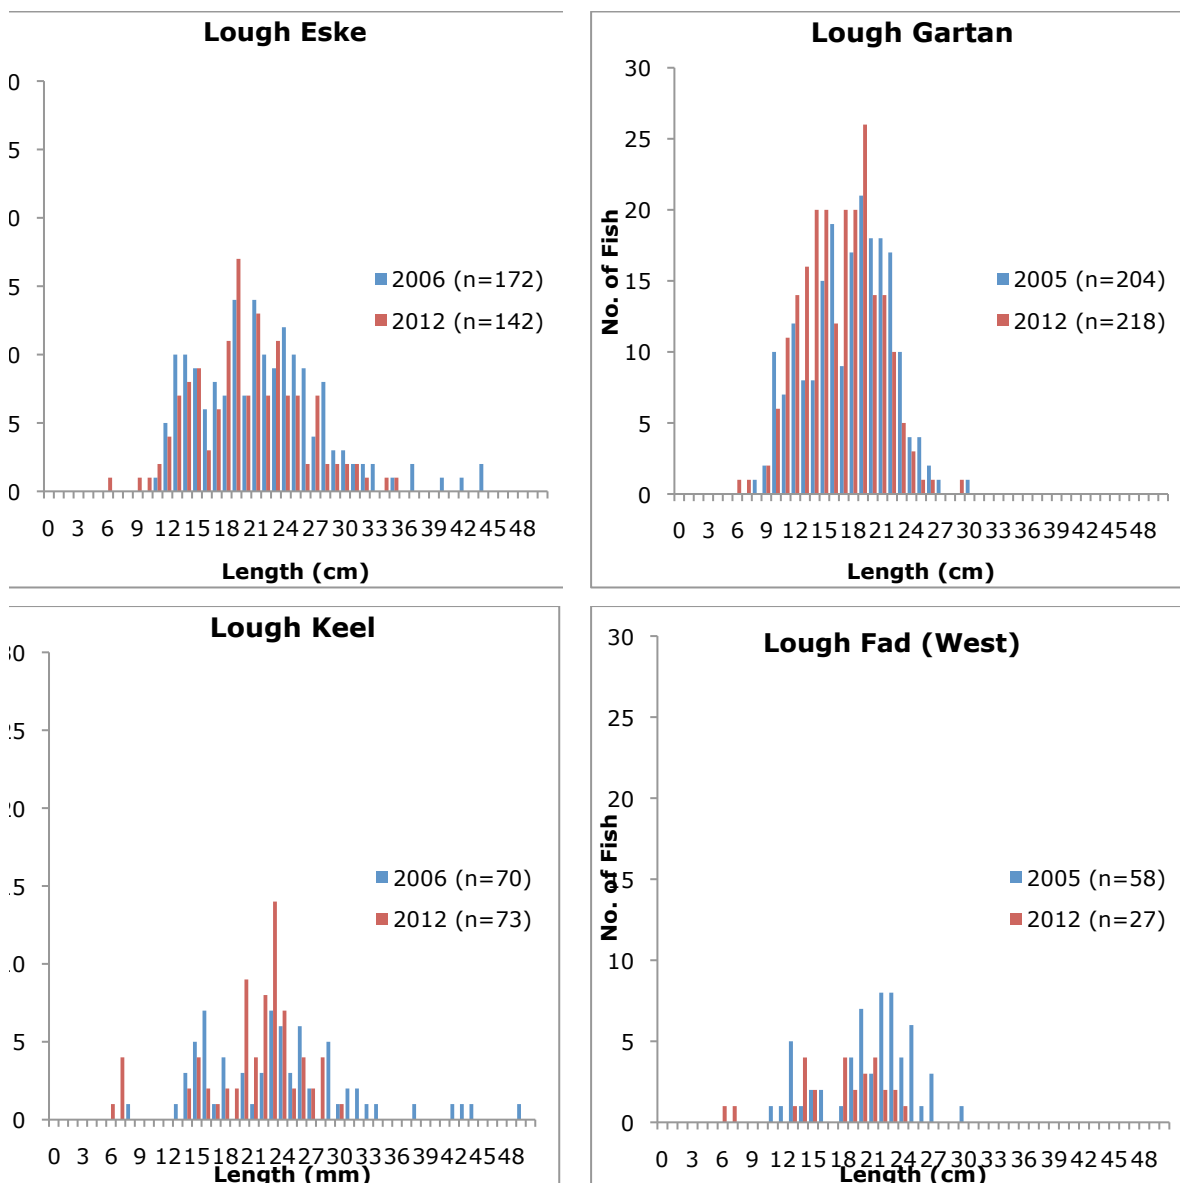 Lough Eske
0
5
0
5
0
5
0
2006 (n=172)
2012 (n=142)
0 3 6 9 12 15 18 21 24 27 30 33 36 39 42 45 48
Length (cm)
Lough Gartan
30
25
20
15
10
5
0
No. of Fish
2005 (n=204)
2012 (n=218)
0 3 6 9 12 15 18 21 24 27 30 33 36 39 42 45 48
Length (cm)
Lough Keel
30
25
20
5
10
5
0
2006 (n=70)
2012 (n=73)
0 3 6 9 12 15 18 21 24 27 30 33 36 39 42 45 48
Length (mm)
Lough Fad (West)
30
25
20
15
10
5
0
No. of Fish
2005 (n=58)
2012 (n=27)
0 3 6 9 12 15 18 21 24 27 30 33 36 39 42 45 48
Length (cm)